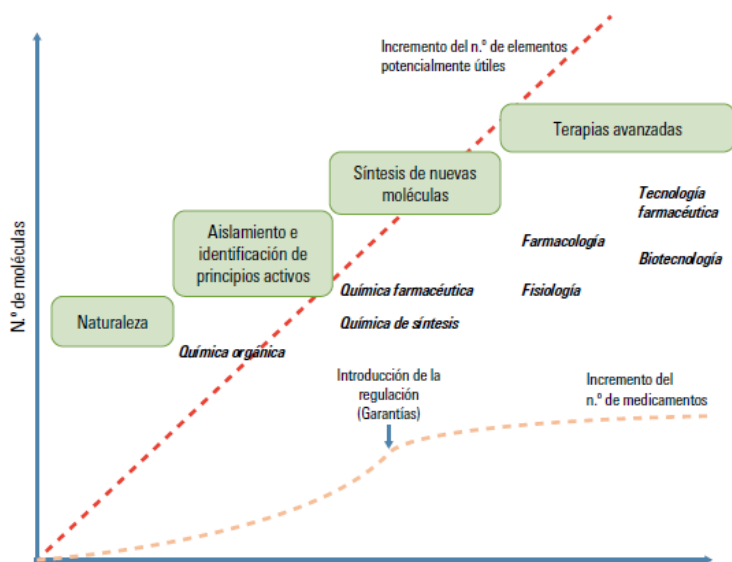 Incremento del n.º de elementos
potencialmente útiles
Terapias avanzadas
Síntesis de nuevas
moléculas
Tecnología
farmacéutica
Aislamiento e
identificación de
principios activos
Farmacología
Biotecnología
Química farmacéutica
Fisiología
Naturaleza
Química de síntesis
Química orgánica
N.º de moléculas
Introducción de la
regulación
(Garantías)
Incremento del
n.º de medicamentos